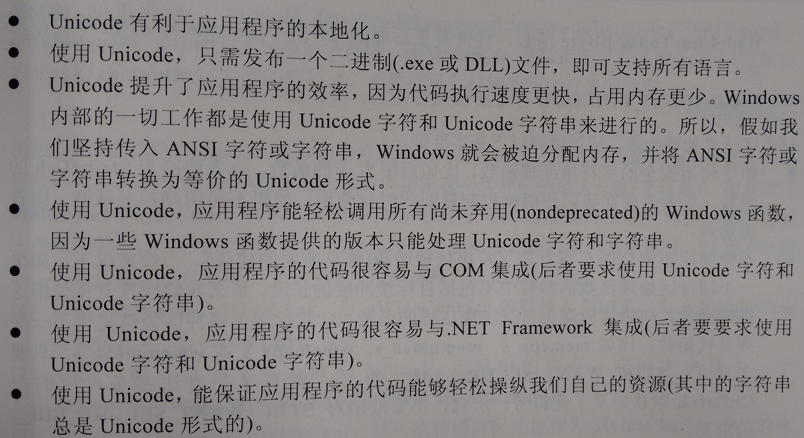 ● Unicode 有利于应用程序的本地化。
● 使用 Unicode，只需发布一个二进制(.exe 或 DLL)文件，即可支持所有语言。
● Unicode 提升了应用程序的效率，因为代码执行速度更快，占用内存更少。Windows
内部的一切工作都是使用 Unicode 字符和 Unicode 字符串来进行的。所以，假如我
们坚持传入 ANSI 字符或字符串，Windows 就会被迫分配内存，并将 ANSI 字符或
字符串转换为等价的 Unicode 形式。
● 使用 Unicode，应用程序能轻松调用所有尚未弃用(nondeprecated)的 Windows 函数，
因为一些 Windows 函数提供的版本只能处理 Unicode 字符和字符串。
● 使用 Unicode，应用程序的代码很容易与 COM 集成(后者要求使用 Unicode 字符和
Unicode 字符串)。
● 使用 Unicode，应用程序的代码很容易与.NET Framework 集成(后者要要求使用
Unicode 字符和 Unicode 字符串)。
● 使用 Unicode，能保证应用程序的代码能够轻松操纵我们自己的资源(其中的字符串
总是 Unicode 形式的)。